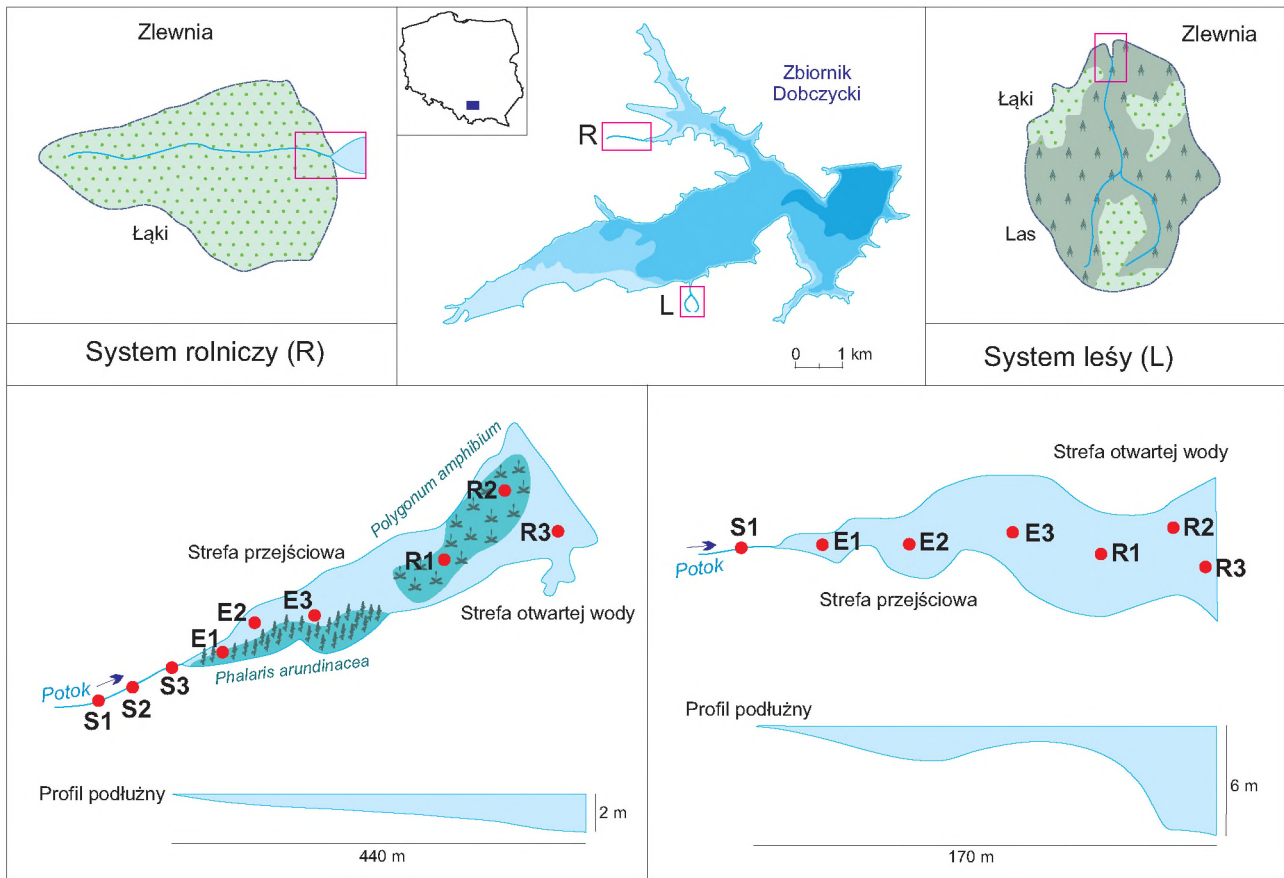 Zlewnia
Łąki
System rolniczy (R)
Zbiornik
Dobczycki
R
L
0 1 km
Zlewnia
Łąki
Las
System leśy (L)
Polygonum amphibium
Strefa przejściowa
R2
R3
R1
E3
E2
E1
Strefa otwartej wody
Phalaris arundinacea
Potok
S3
S2
S1
Profil podłużny
2 m
440 m
Strefa otwartej wody
S1
Potok
E1
E2
E3
R1
R2
R3
Strefa przejściowa
Profil podłużny
6 m
170 m